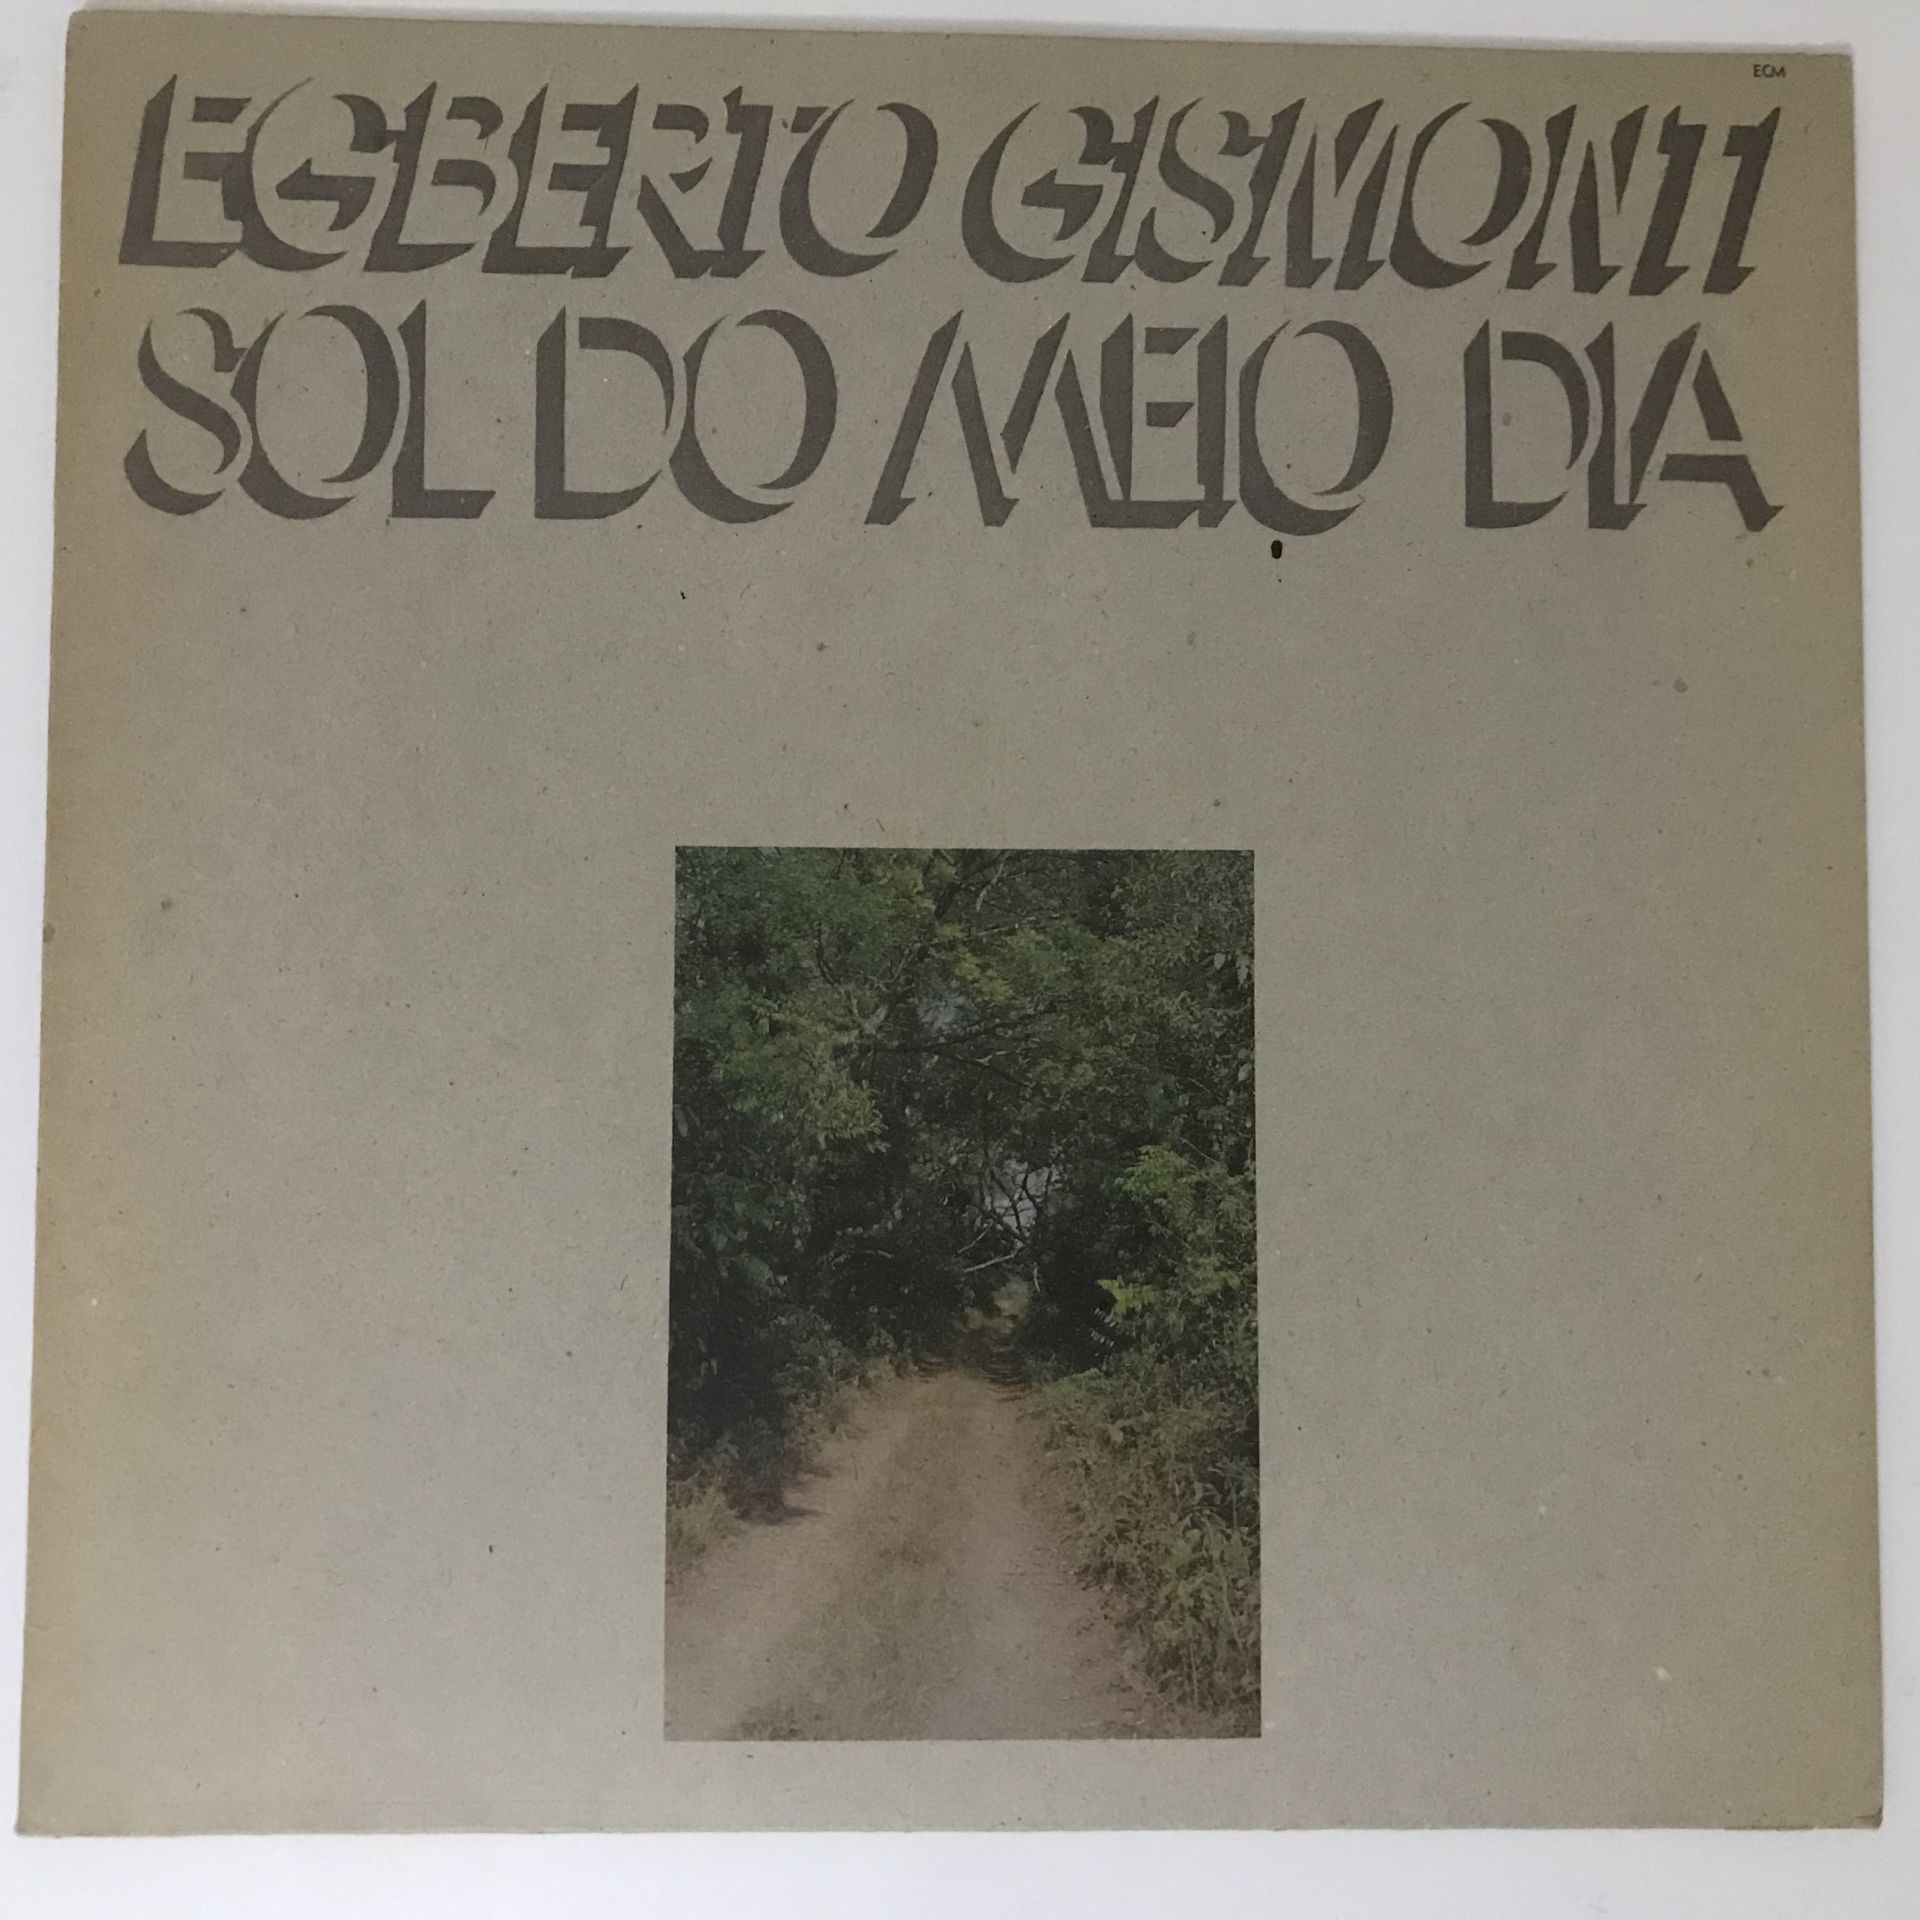 ECM
EGBERTO GISMONTI
SOL DO MEIO DIA